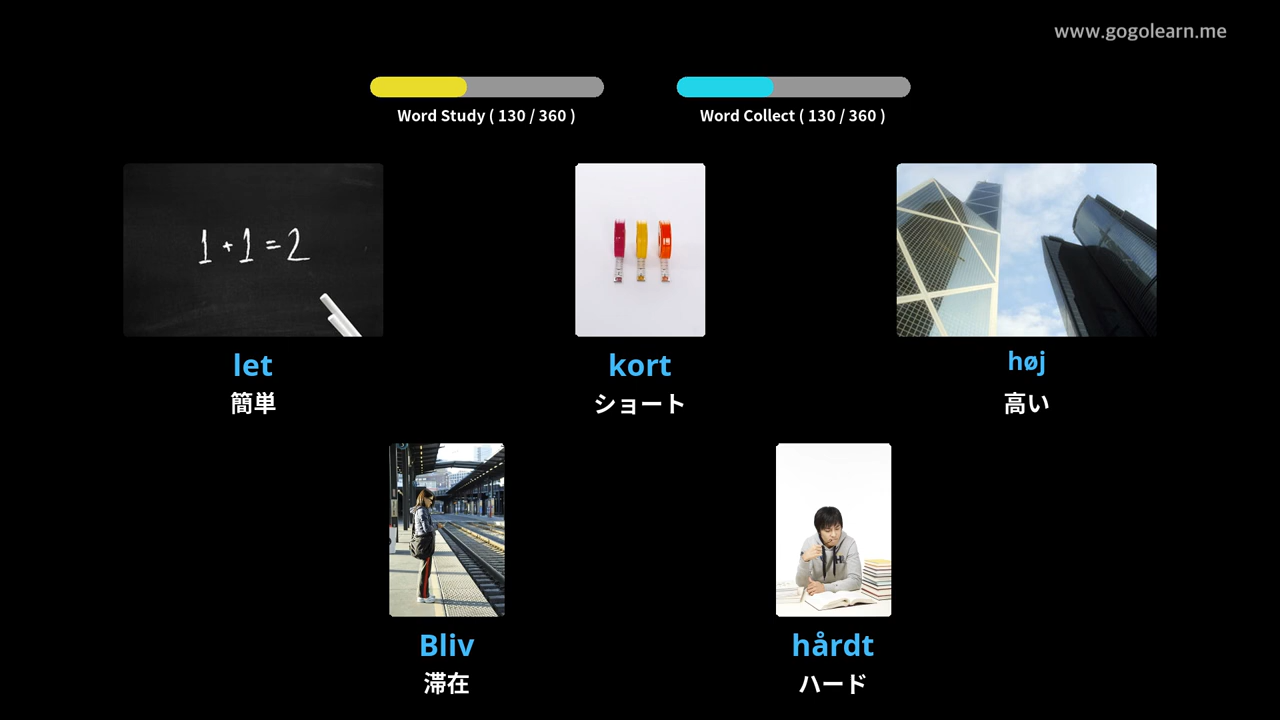 www.gogolearn.me
Word Study ( 130 / 360 )
Word Collect ( 130 / 360 )
1 + 1 = 2
let
簡単
kort
ショート
høj
高い
Bliv
滞在
hårdt
ハード